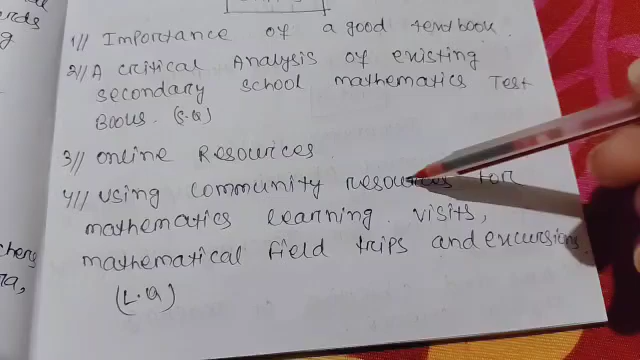 1// Importance of a good textbook.
2// A critical Analysis of existing
secondary school mathematics Text
Books. (S.Q)
3// online Resources.
4// using community resources for
mathematics learning. visits,
mathematical field trips and excursions.
(L.Q)